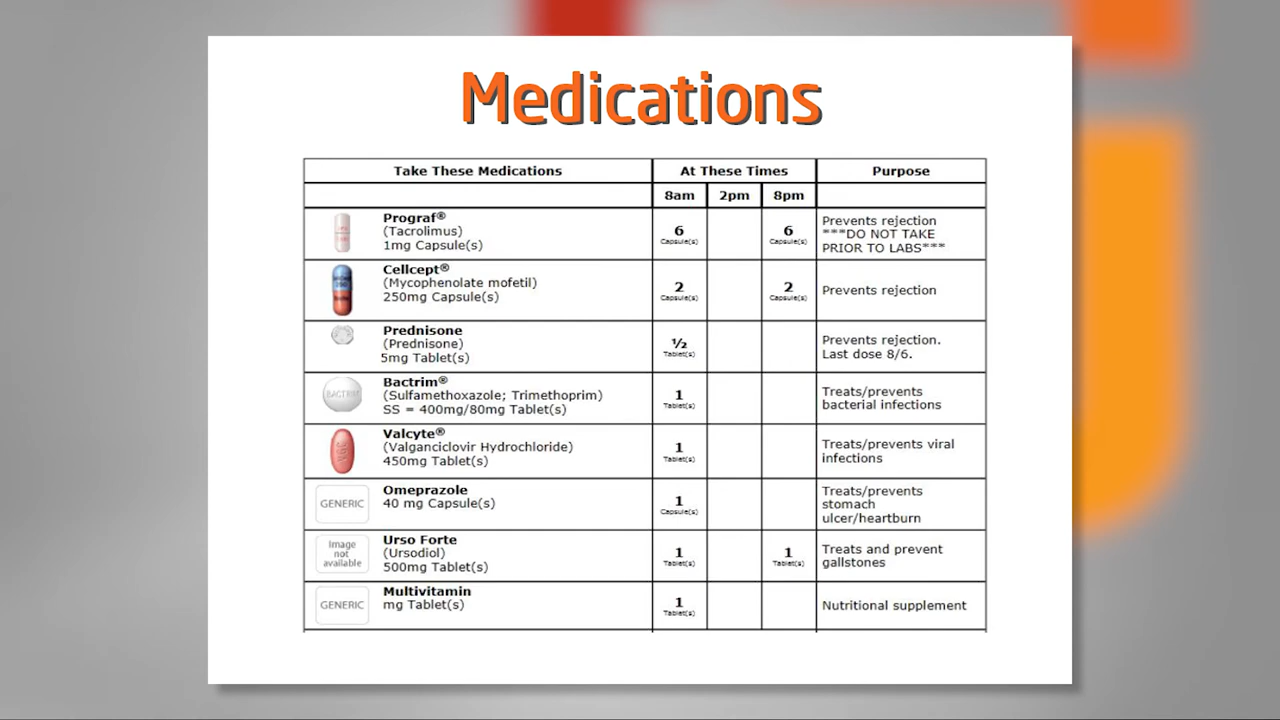 Medications
Take These Medications At These Times Purpose
8am 2pm 8pm
Prograf®
(Tacrolimus)
1mg Capsule(s)
6
Capsule(s)
6
Capsule(s)
Prevents rejection
***DO NOT TAKE
PRIOR TO LABS***
Cellcept®
(Mycophenolate mofetil)
250mg Capsule(s)
2
Capsule(s)
2
Capsule(s)
Prevents rejection
Prednisone
(Prednisone)
5mg Tablet(s)
½
Tablet(s)
Prevents rejection.
Last dose 8/6.
BACTRIM
Bactrim®
(Sulfamethoxazole; Trimethoprim)
SS = 400mg/80mg Tablet(s)
1
Tablet(s)
Treats/prevents
bacterial infections
Valcyte®
(Valganciclovir Hydrochloride)
450mg Tablet(s)
1
Tablet(s)
Treats/prevents viral
infections
GENERIC
Omeprazole
40 mg Capsule(s)
1
Capsule(s)
Treats/prevents
stomach
ulcer/heartburn
Image
not
available
Urso Forte
(Ursodiol)
500mg Tablet(s)
1
Tablet(s)
1
Tablet(s)
Treats and prevent
gallstones
GENERIC
Multivitamin
mg Tablet(s)
1
Tablet(s)
Nutritional supplement